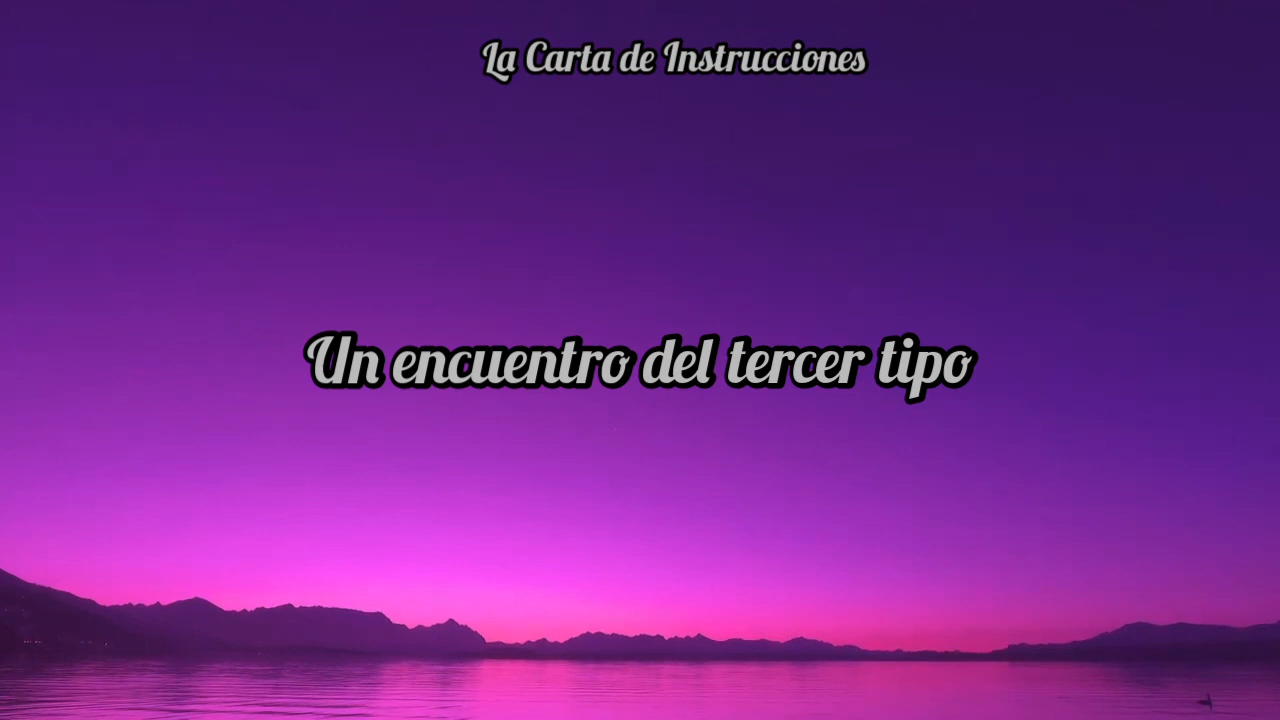 La Carta de Instrucciones
Un encuentro del tercer tipo